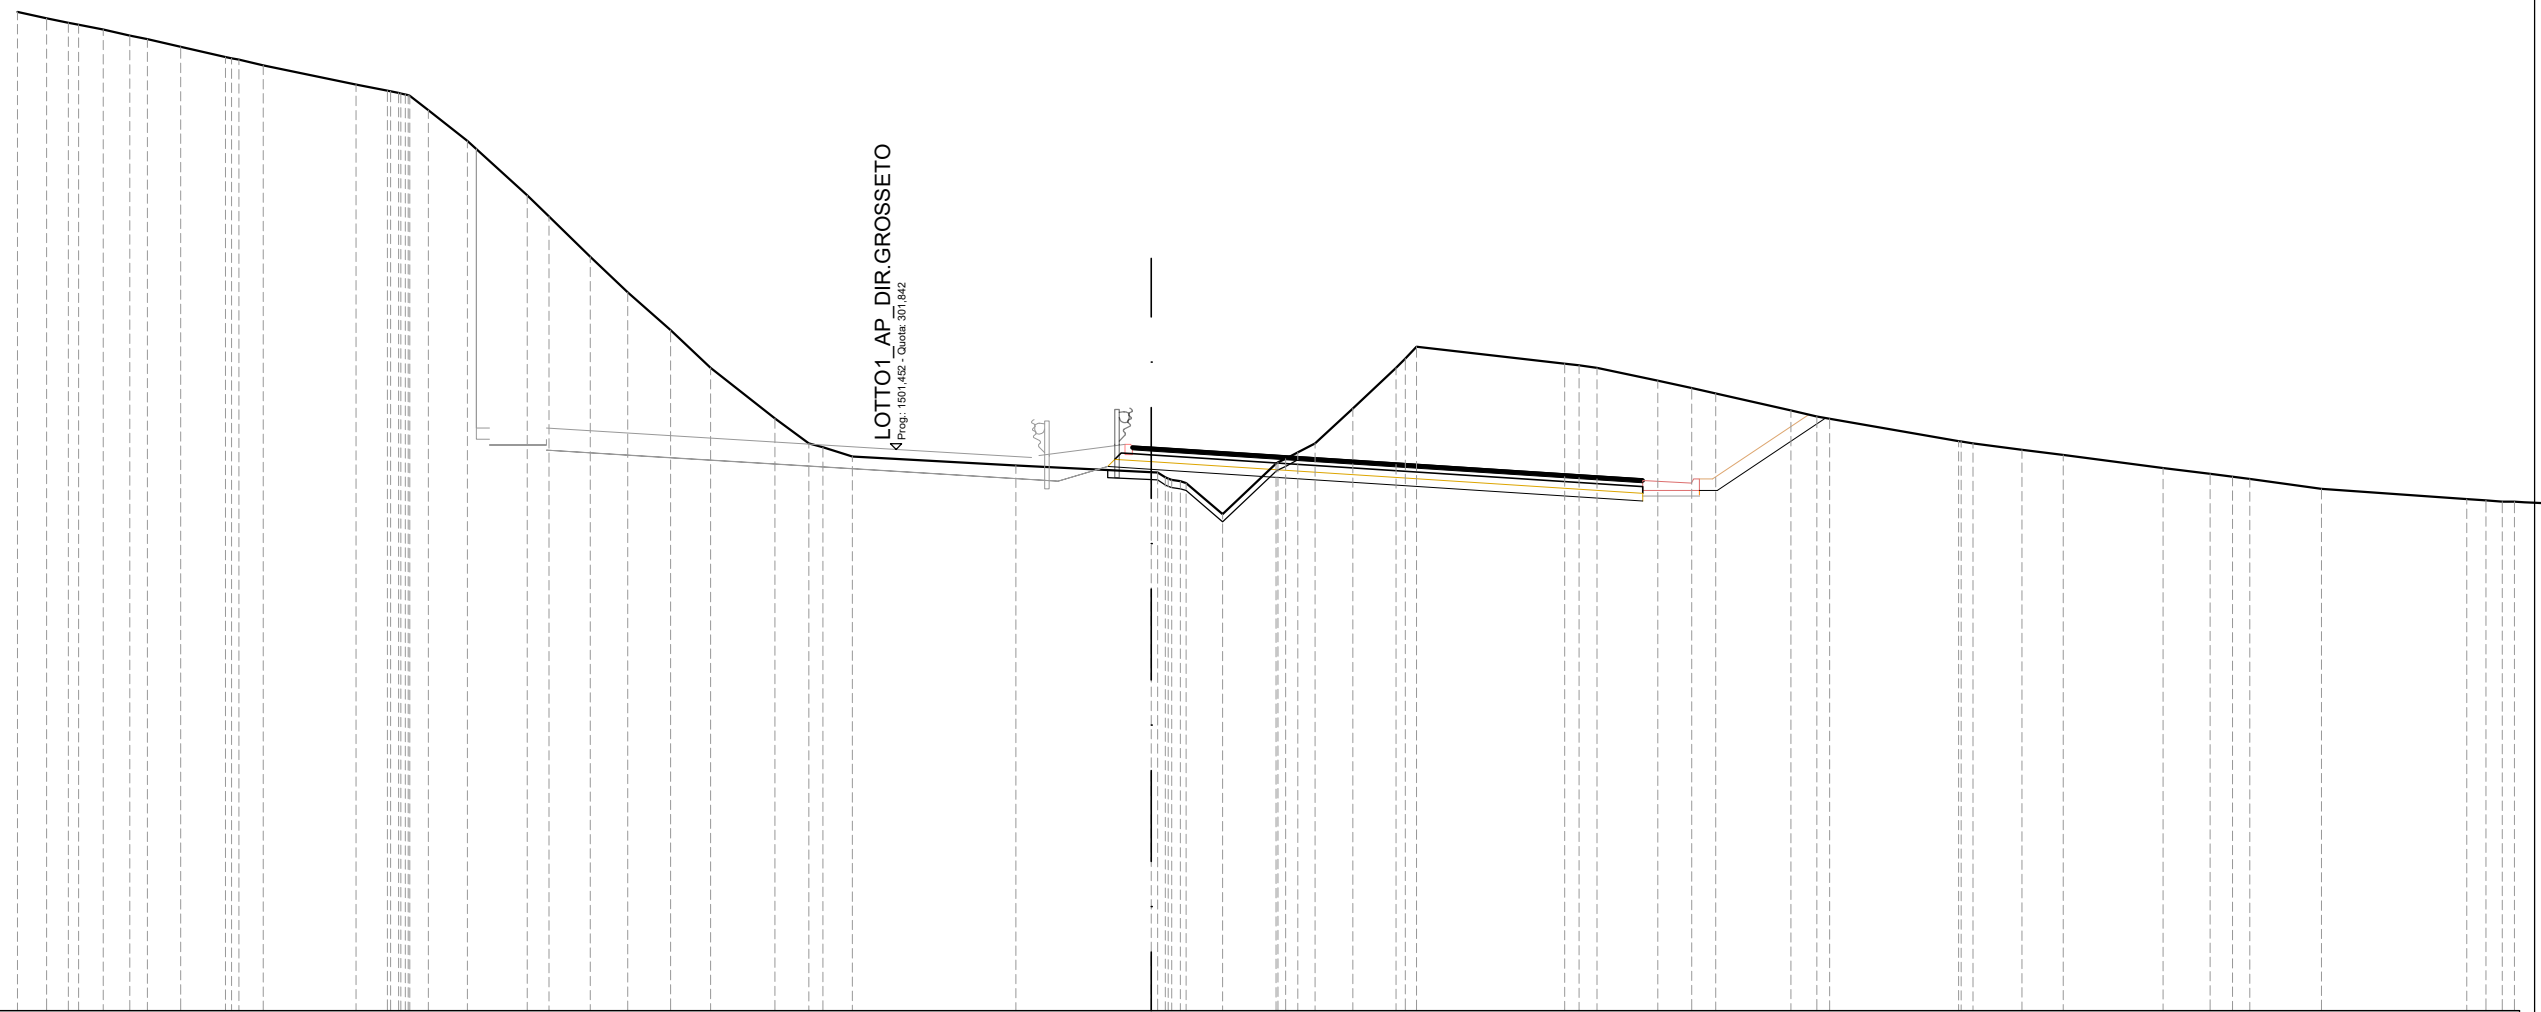 LOTTO1_AP_DIR.GROSSETO
Prog.: 1501,452 - Quota: 301,842